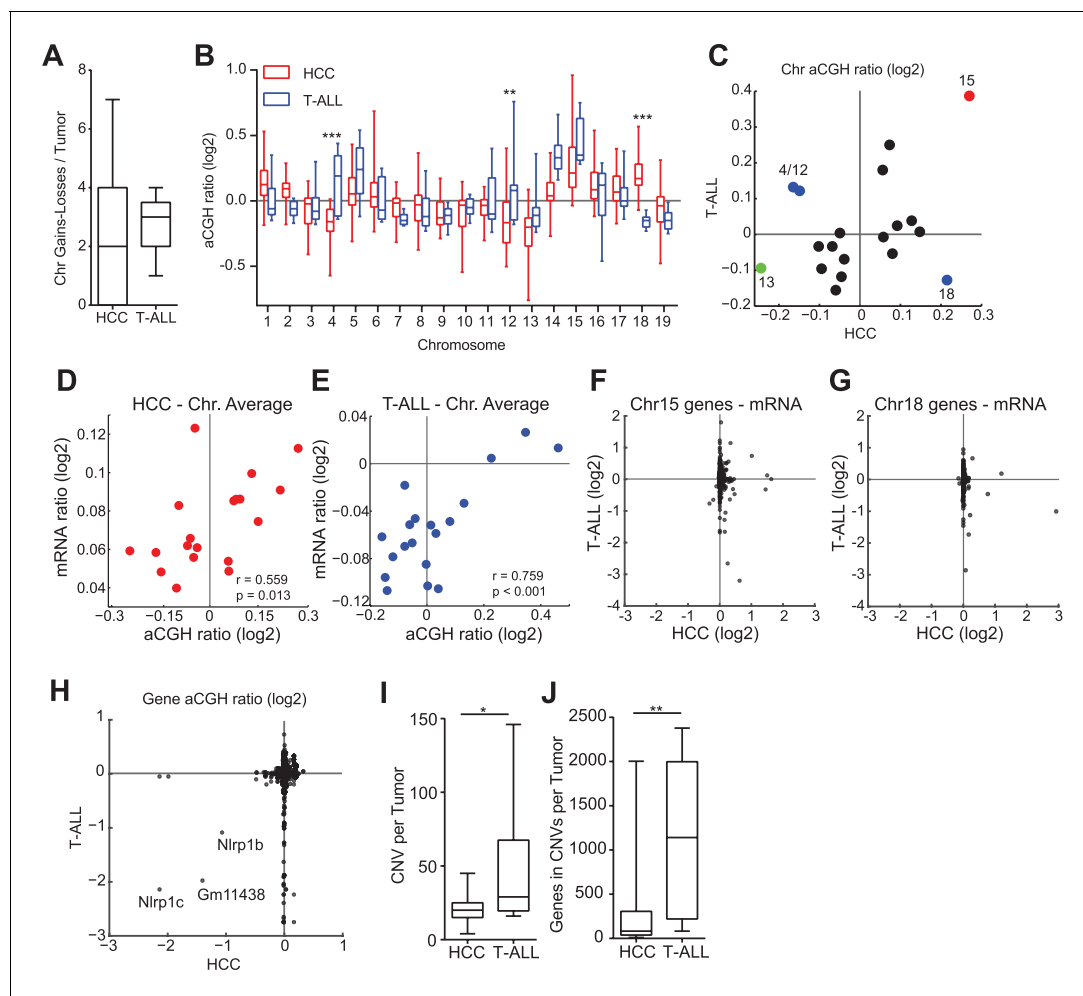 A
Chr Gains-Losses / Tumor
8
6
4
2
0
HCC T-ALL
B
aCGH ratio (log2)
1.0
0.5
0.0
-0.5
HCC
T-ALL
***
**
***
1 2 3 4 5 6 7 8 9 10 11 12 13 14 15 16 17 18 19
Chromosome
C
Chr aCGH ratio (log2)
T-ALL
0.4
0.3
0.2
0.1
0
−0.1
−0.2
15
4/12
13
18
−0.2 −0.1 0 0.1 0.2 0.3
HCC
D
HCC - Chr. Average
mRNA ratio (log2)
0.12
0.10
0.08
0.06
0.04
r = 0.559
p = 0.013
−0.3 −0.15 0 0.15 0.3
aCGH ratio (log2)
E
T-ALL - Chr. Average
mRNA ratio (log2)
0.04
0
−0.04
−0.08
−0.12
r = 0.759
p < 0.001
−0.2 0 0.2 0.4
aCGH ratio (log2)
F
Chr15 genes - mRNA
T-ALL (log2)
2
1
0
−1
−2
−3
−4
−3 −2 −1 0 1 2 3
HCC (log2)
G
Chr18 genes - mRNA
T-ALL (log2)
2
1
0
−1
−2
−3
−4
−3 −2 −1 0 1 2 3
HCC (log2)
H
Gene aCGH ratio (log2)
T-ALL
1
0
−1
−2
−3
Nlrp1b
Nlrp1c
Gm11438
−3 −2 −1 0 1
HCC
I
CNV per Tumor
150
100
50
0
*
HCC T-ALL
J
Genes in CNVs per Tumor
2500
2000
1500
1000
500
0
**
HCC T-ALL